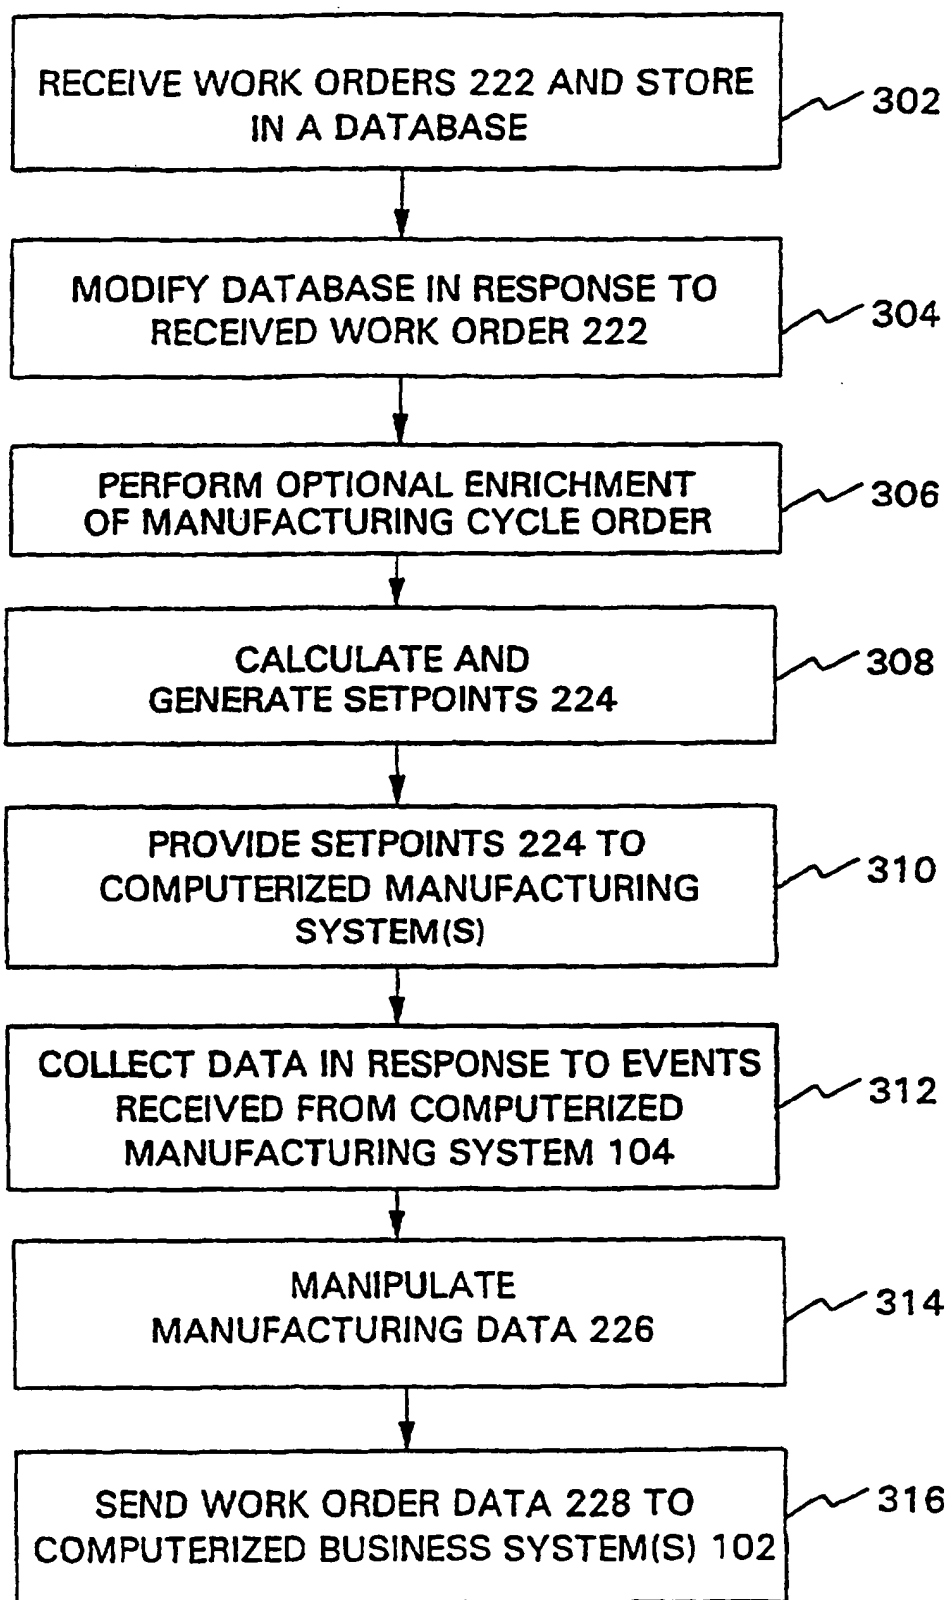 RECEIVE WORK ORDERS 222 AND STORE
IN A DATABASE
302
MODIFY DATABASE IN RESPONSE TO
RECEIVED WORK ORDER 222
304
PERFORM OPTIONAL ENRICHMENT
OF MANUFACTURING CYCLE ORDER
306
CALCULATE AND
GENERATE SETPOINTS 224
308
PROVIDE SETPOINTS 224 TO
COMPUTERIZED MANUFACTURING
SYSTEM(S)
310
COLLECT DATA IN RESPONSE TO EVENTS
RECEIVED FROM COMPUTERIZED
MANUFACTURING SYSTEM 104
312
MANIPULATE
MANUFACTURING DATA 226
314
SEND WORK ORDER DATA 228 TO
COMPUTERIZED BUSINESS SYSTEM(S) 102
316